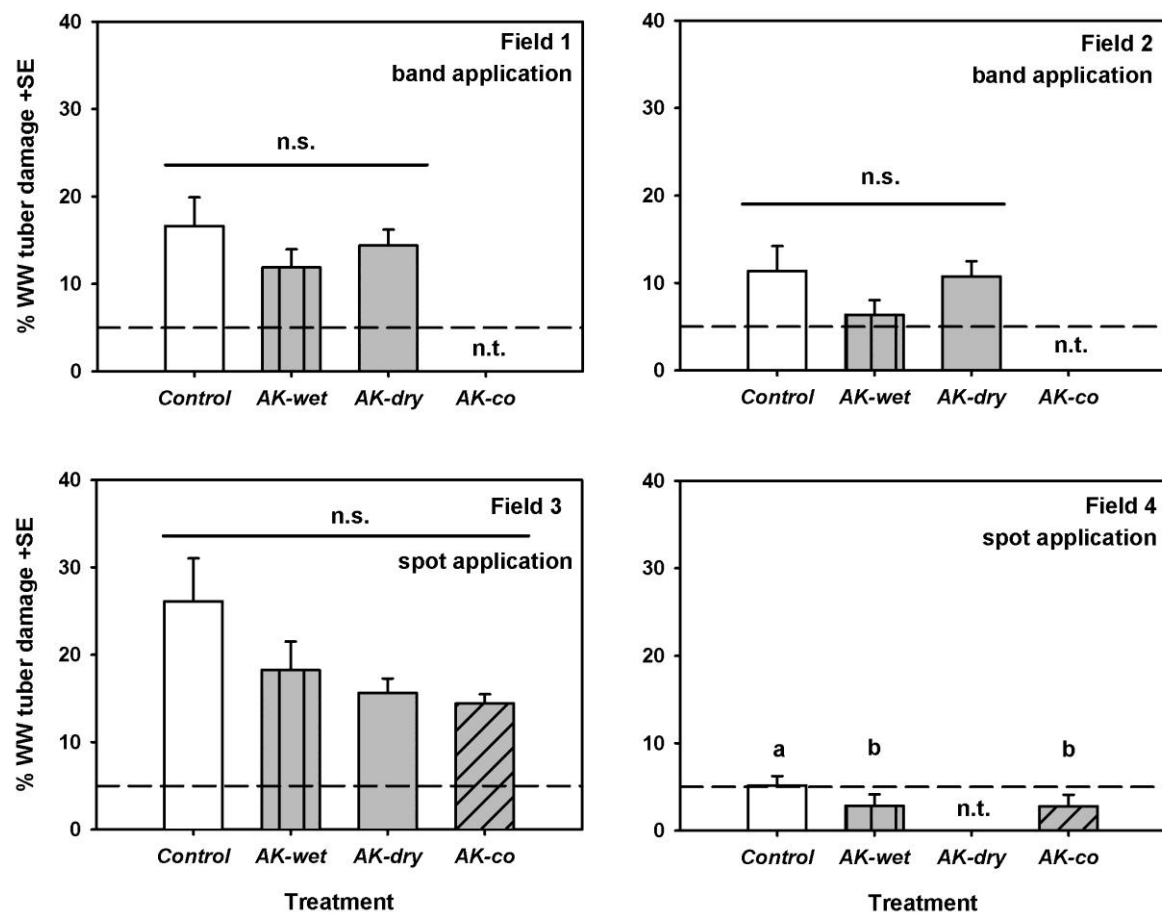 40
30
20
10
0
% WW tuber damage +SE
Field 1
band application
n.s.
n.t.
Control AK-wet AK-dry AK-co
40
30
20
10
0
Field 2
band application
n.s.
n.t.
Control AK-wet AK-dry AK-co
40
30
20
10
0
% WW tuber damage +SE
Field 3
n.s.
spot application
Control AK-wet AK-dry AK-co
Treatment
40
30
20
10
0
Field 4
spot application
a b b
n.t.
Control AK-wet AK-dry AK-co
Treatment